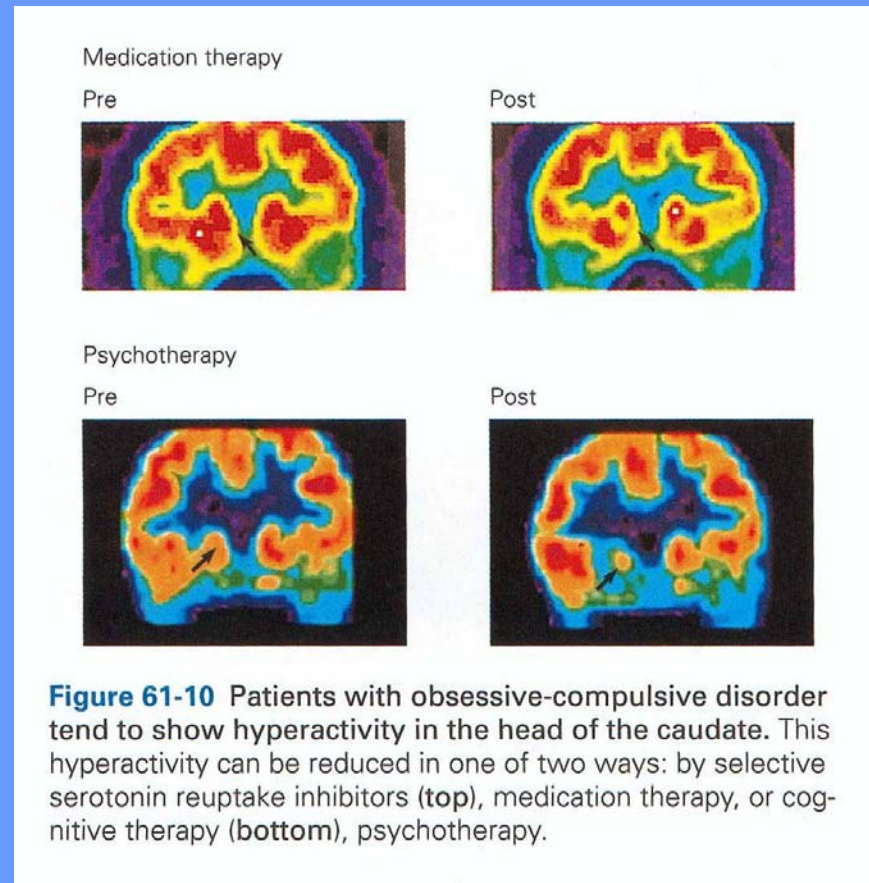 Medication therapy
Pre
Post
Psychotherapy
Pre
Post
Figure 61-10 Patients with obsessive-compulsive disorder
tend to show hyperactivity in the head of the caudate. This
hyperactivity can be reduced in one of two ways: by selective
serotonin reuptake inhibitors (top), medication therapy, or cog-
nitive therapy (bottom), psychotherapy.